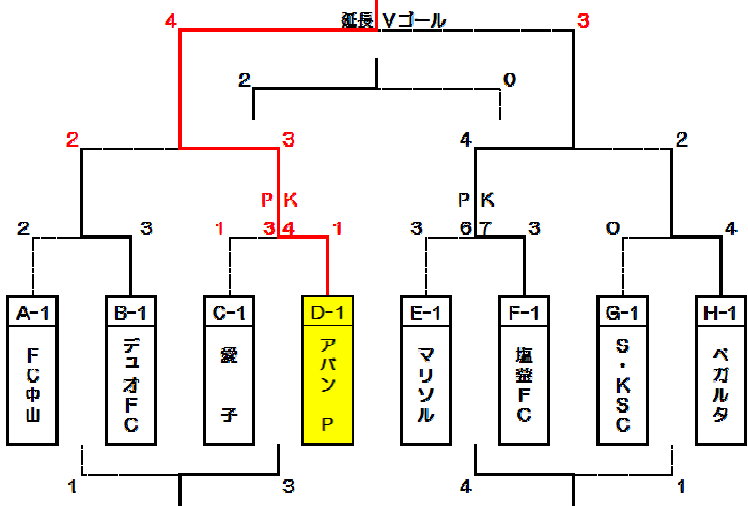 4 延長 Vゴール 3
2 0
2 3 4 2
PK PK
2 3 1 3 4 1 3 6 7 3 0 4
A-1 B-1 C-1 D-1 E-1 F-1 G-1 H-1
FC中山
デュオFC
愛子
アバンP
マリソル
塩釜FC
S・KSC
ベガルタ
1 3 4 1